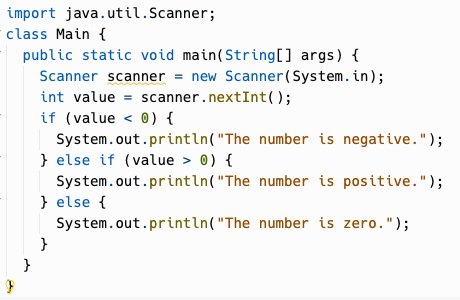 import java.util.Scanner;
class Main {
  public static void main(String[] args) {
    Scanner scanner = new Scanner(System.in);
    int value = scanner.nextInt();
    if (value < 0) {
      System.out.println("The number is negative.");
    } else if (value > 0) {
      System.out.println("The number is positive.");
    } else {
      System.out.println("The number is zero.");
    }
  }
}